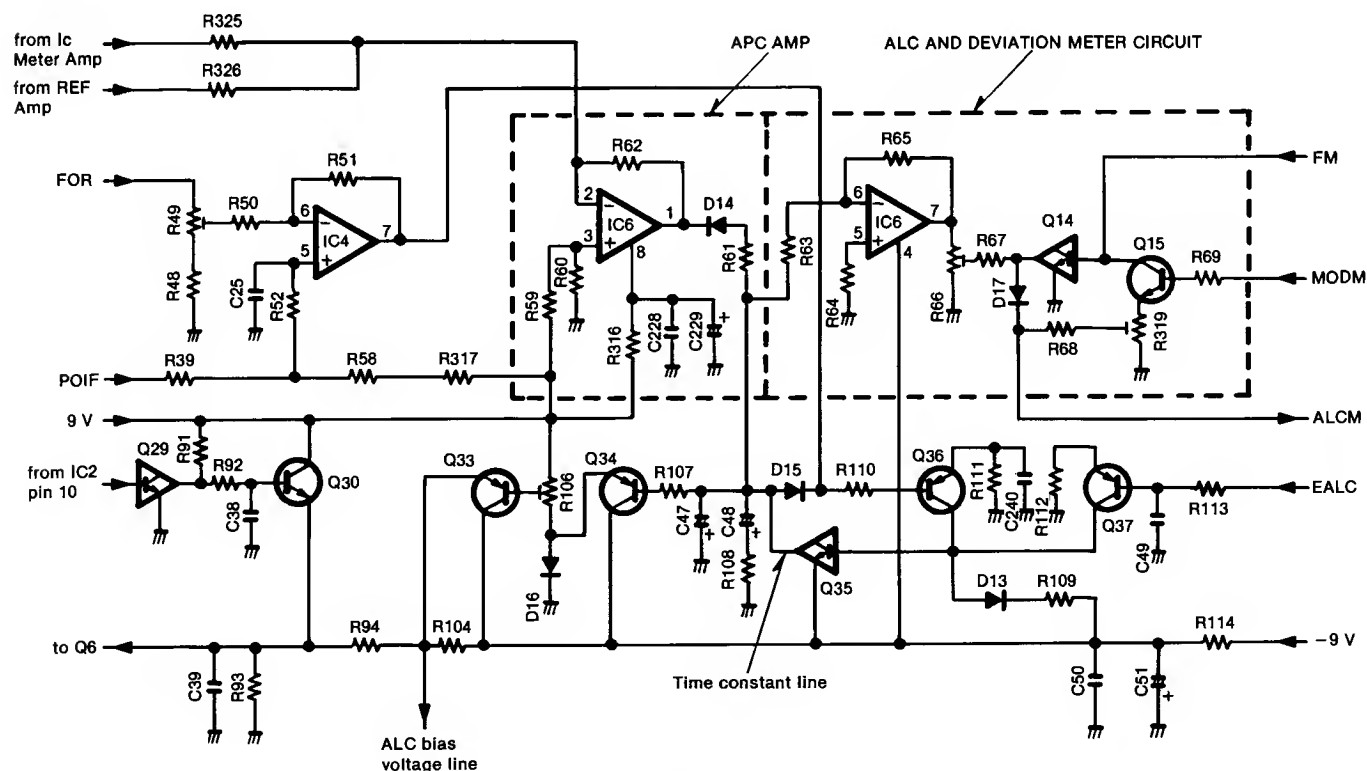 R325
from Ic
Meter Amp
R326
from REF
Amp
APC AMP
ALC AND DEVIATION METER CIRCUIT
R62
R65
FM
FOR
R49
R50
R51
6
5
7
IC4
R48
C25
R52
2
3
1
8
IC6
D14
R61
R60
R59
R316
C228
C229
R63
6
5
7
4
IC6
R64
R66
R67
Q14
Q15
R69
MODM
D17
R68
R319
R39
R58
R317
POIF
ALCM
9 V
Q29
R91
R92
from IC2
pin 10
C38
Q30
Q33
R106
Q34
R107
D15
R110
Q36
R111
C240
R112
Q37
EALC
R113
C49
C47
C48
R108
Q35
D16
D13
R109
R94
R104
R114
−9 V
to Q6
C39
R93
Time constant line
C50
C51
ALC bias
voltage line